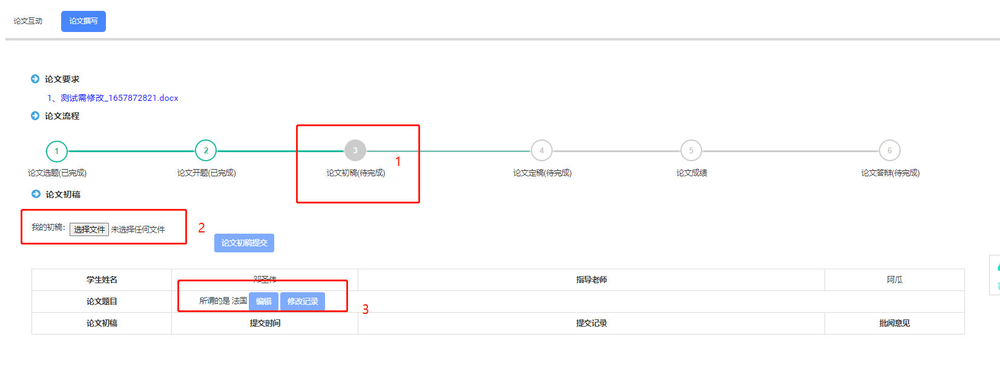 论文互动 论文撰写
论文要求
1、测试需修改_1657872821.docx
论文流程
1 2 3 4 5 6
1
论文选题(已完成) 论文开题(已完成) 论文初稿(待完成) 论文定稿(待完成) 论文成绩 论文答辩(待完成)
论文初稿
我的初稿: 选择文件 未选择任何文件 2
论文初稿提交
学生姓名 邓圣伟 指导老师 阿瓜
论文题目 所谓的是 法国 编辑 修改记录
3
论文初稿 提交时间 提交记录 批阅意见